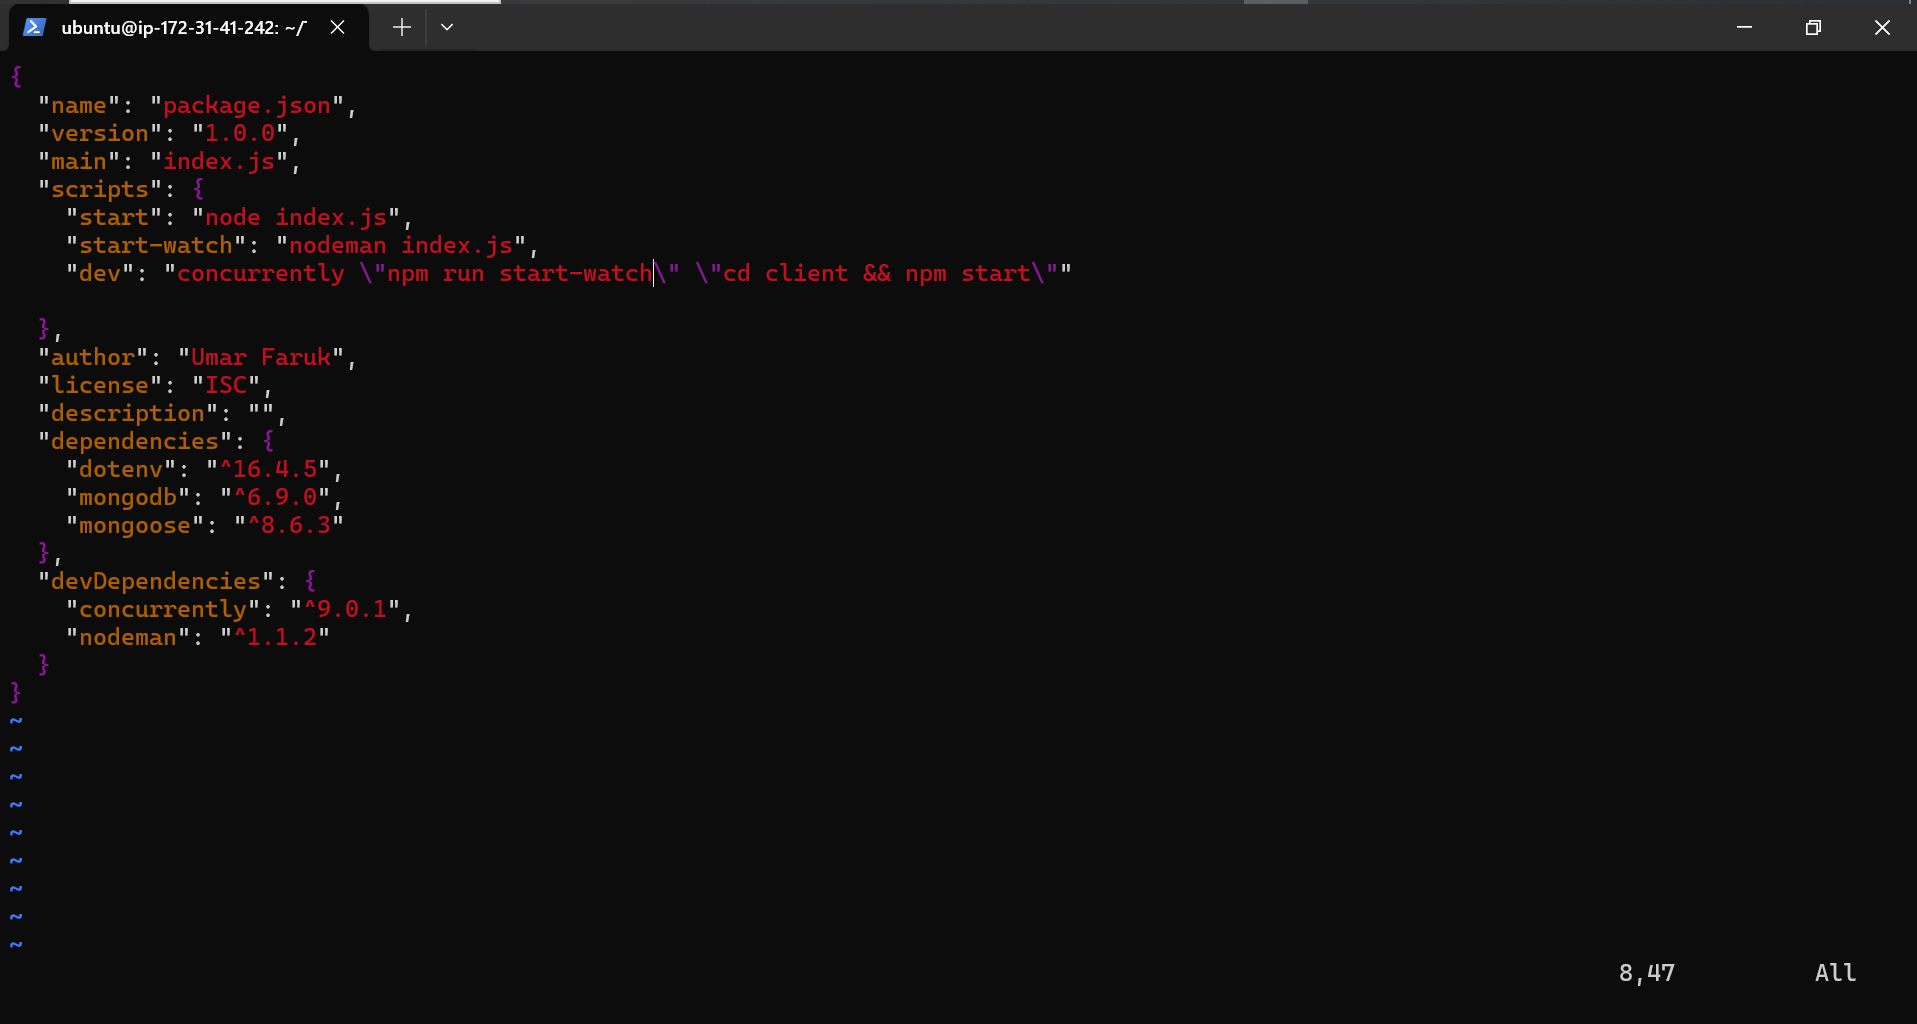 ubuntu@ip-172-31-41-242: ~/
{
  "name": "package.json",
  "version": "1.0.0",
  "main": "index.js",
  "scripts": {
    "start": "node index.js",
    "start-watch": "nodeman index.js",
    "dev": "concurrently \"npm run start-watch\" \"cd client && npm start\""
  },
  "author": "Umar Faruk",
  "license": "ISC",
  "description": "",
  "dependencies": {
    "dotenv": "^16.4.5",
    "mongodb": "^6.9.0",
    "mongoose": "^8.6.3"
  },
  "devDependencies": {
    "concurrently": "^9.0.1",
    "nodeman": "^1.1.2"
  }
}
~
~
~
~
~
~
~
~
~
8,47 All